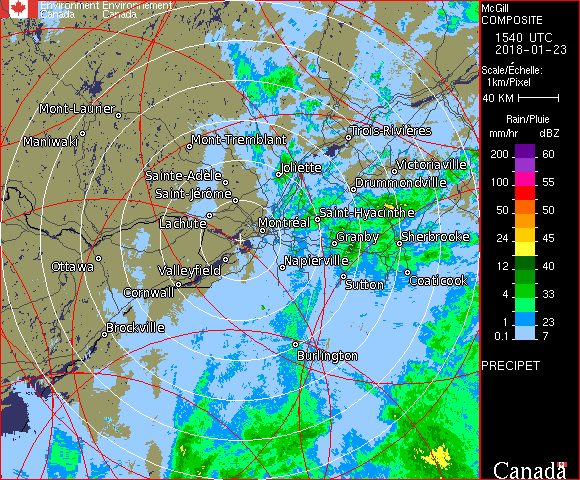 Environment Environnement
Canada Canada
McGill
COMPOSITE
1540 UTC
2018-01-23
Scale/Échelle:
1km/Pixel
40 KM
Rain/Pluie
mm/hr dBZ
200 60
100 55
50 50
24 45
12 40
4 33
1 23
0.1 7
PRECIPET
Canada
Mont-Laurier
Maniwaki
Mont-Tremblant
Trois-Rivières
Joliette
Victoriaville
Sainte-Adèle
Drummondville
Saint-Jérôme
Saint-Hyacinthe
Lachute
Montréal
Granby
Sherbrooke
Ottawa
Valleyfield
Napierville
Cornwall
Sutton
Coaticook
Brockville
Burlington